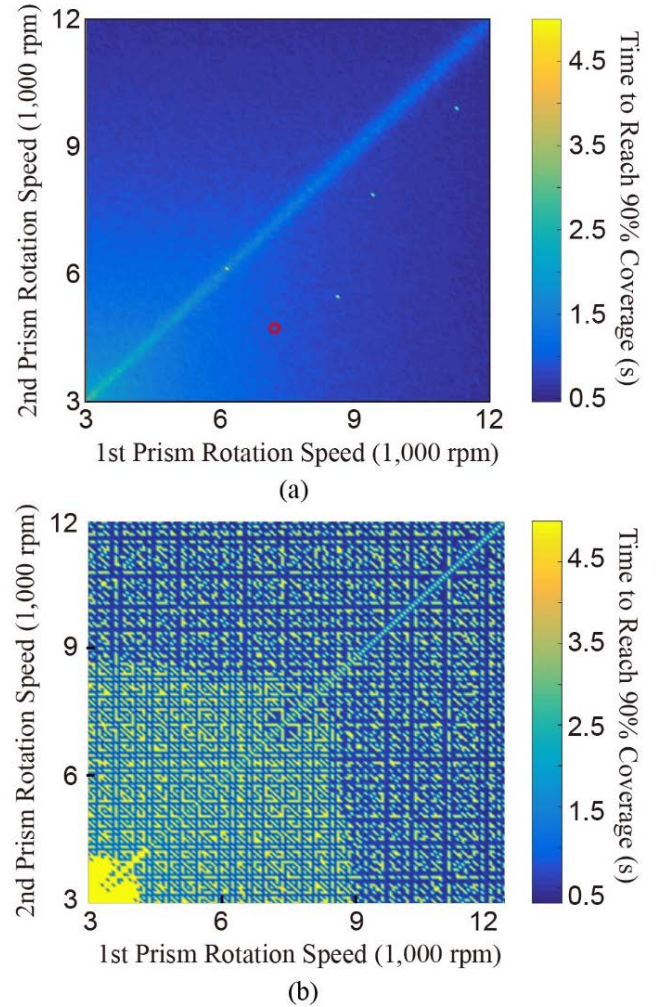 12
9
6
3
2nd Prism Rotation Speed (1,000 rpm)
3 6 9 12
1st Prism Rotation Speed (1,000 rpm)
4.5
3.5
2.5
1.5
0.5
Time to Reach 90% Coverage (s)
(a)
12
9
6
3
2nd Prism Rotation Speed (1,000 rpm)
3 6 9 12
1st Prism Rotation Speed (1,000 rpm)
4.5
3.5
2.5
1.5
0.5
Time to Reach 90% Coverage (s)
(b)